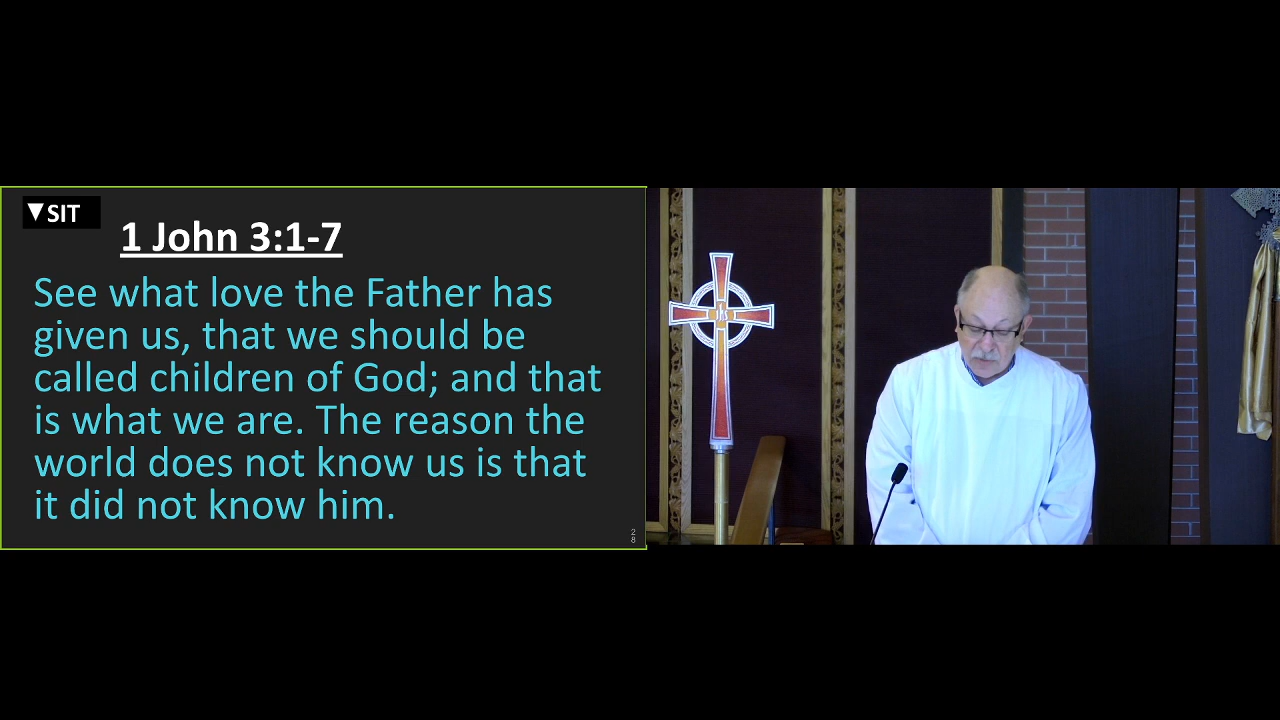 ▼SIT
1 John 3:1-7
See what love the Father has
given us, that we should be
called children of God; and that
is what we are. The reason the
world does not know us is that
it did not know him.
28
ihs